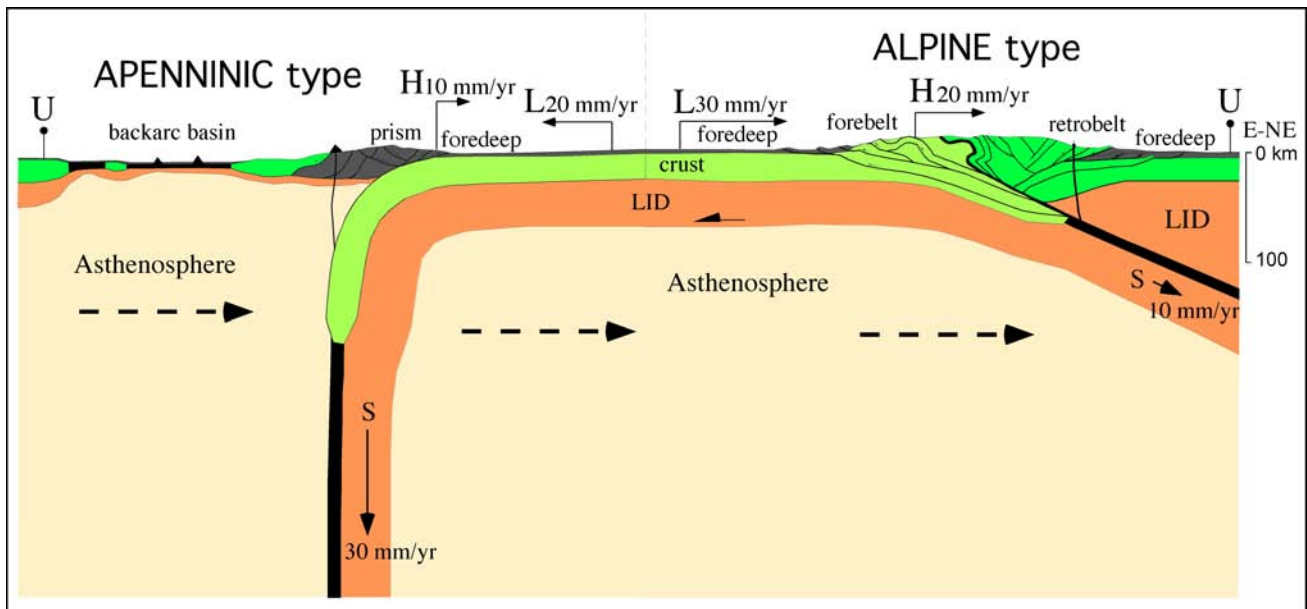 APENNINIC type
ALPINE type
U
backarc basin
H10 mm/yr
prism
foredeep
L20 mm/yr
L30 mm/yr
foredeep
forebelt
H20 mm/yr
retrobelt
foredeep
U
E-NE
0 km
crust
LID
LID
100
Asthenosphere
Asthenosphere
S
10 mm/yr
S
30 mm/yr